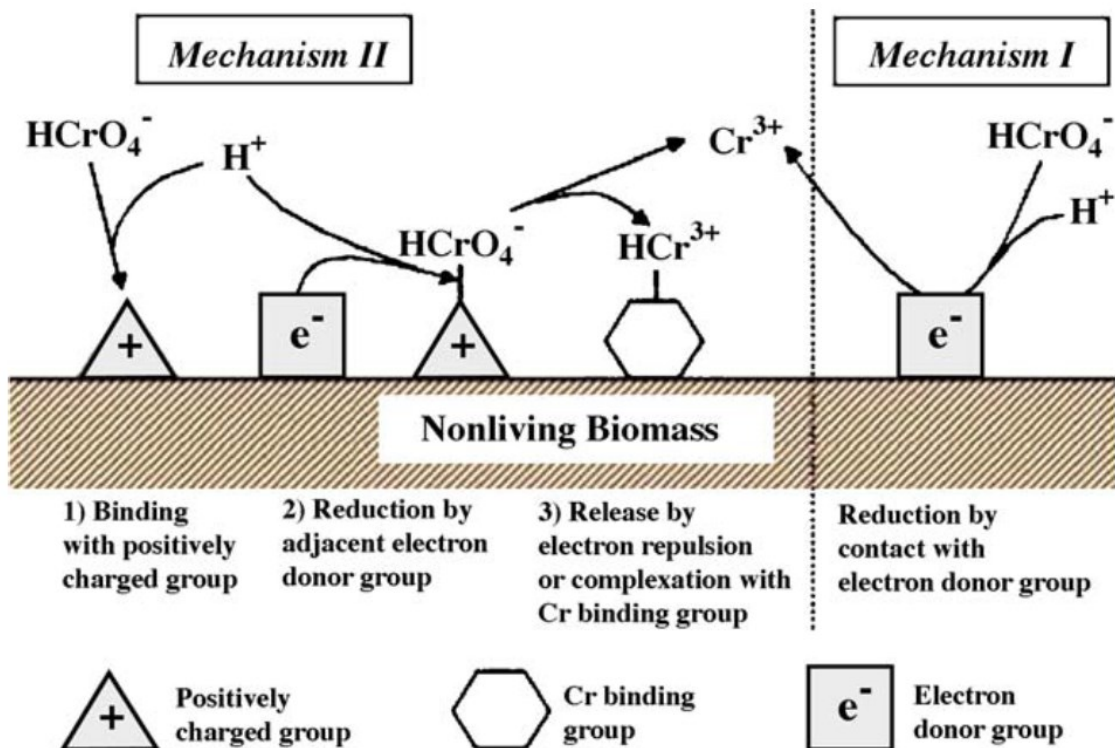 Mechanism II
Mechanism I
HCrO₄⁻
H⁺
HCrO₄⁻
Cr³⁺
HCr³⁺
HCrO₄⁻
H⁺
+
e⁻
+
e⁻
Nonliving Biomass
1) Binding
with positively
charged group
2) Reduction by
adjacent electron
donor group
3) Release by
electron repulsion
or complexation with
Cr binding group
Reduction by
contact with
electron donor group
+
Positively
charged group
Cr binding
group
e⁻
Electron
donor group